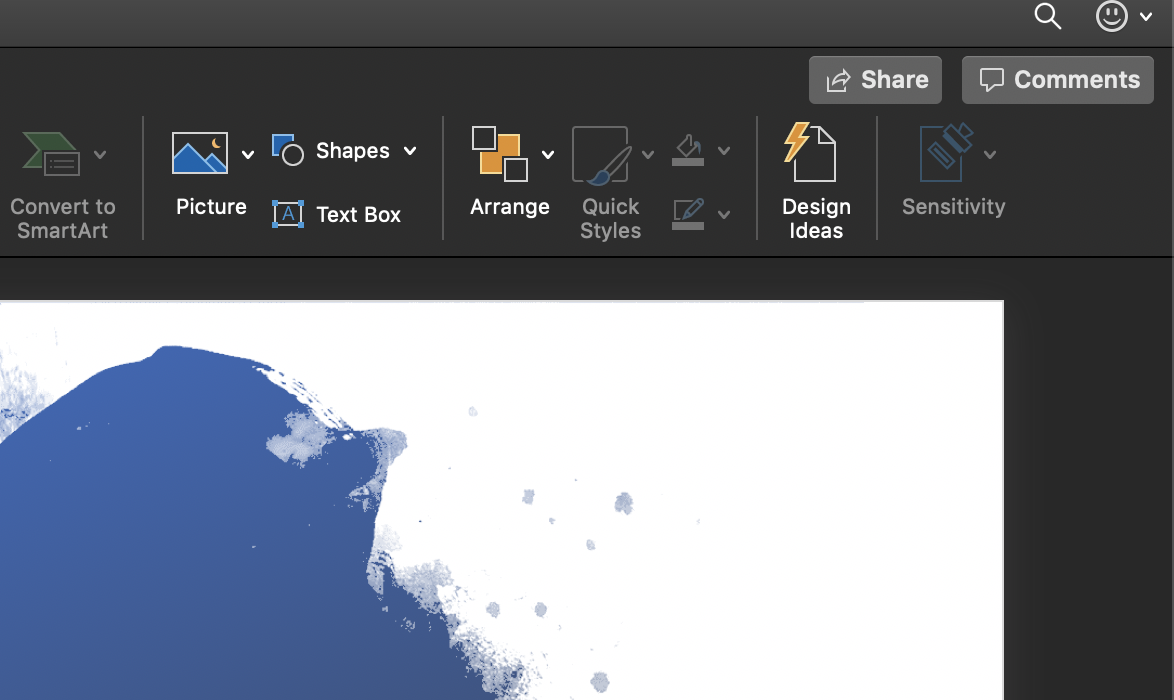 Share
Comments
Convert to
SmartArt
Picture
Shapes
A
Text Box
Arrange
Quick
Styles
Design
Ideas
Sensitivity